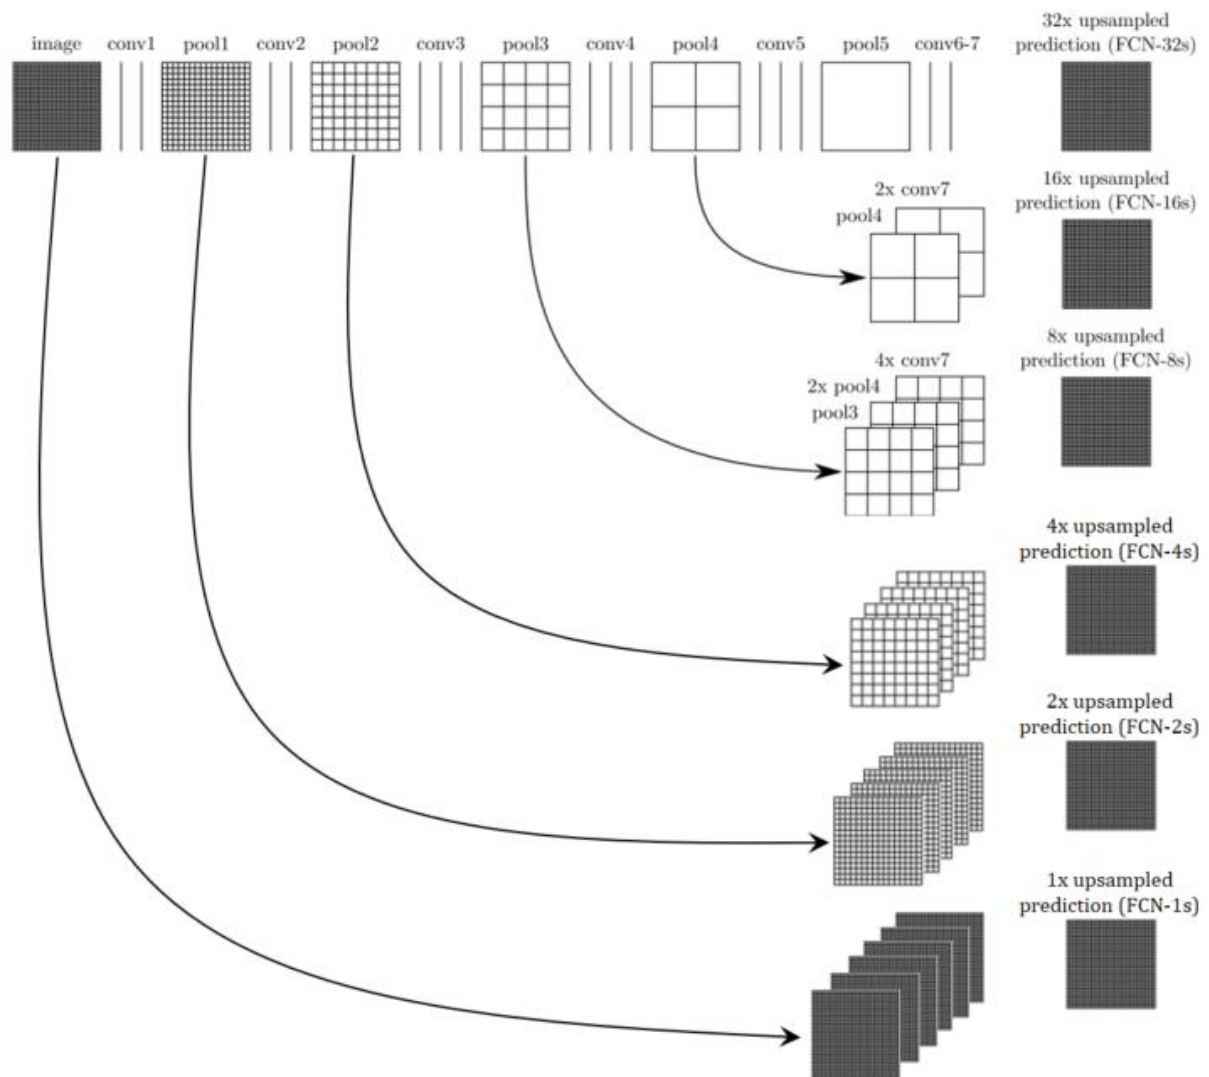 image conv1 pool1 conv2 pool2 conv3 pool3 conv4 pool4 conv5 pool5 conv6-7
32x upsampled
prediction (FCN-32s)
16x upsampled
prediction (FCN-16s)
2x conv7
pool4
8x upsampled
prediction (FCN-8s)
4x conv7
2x pool4
pool3
4x upsampled
prediction (FCN-4s)
2x upsampled
prediction (FCN-2s)
1x upsampled
prediction (FCN-1s)